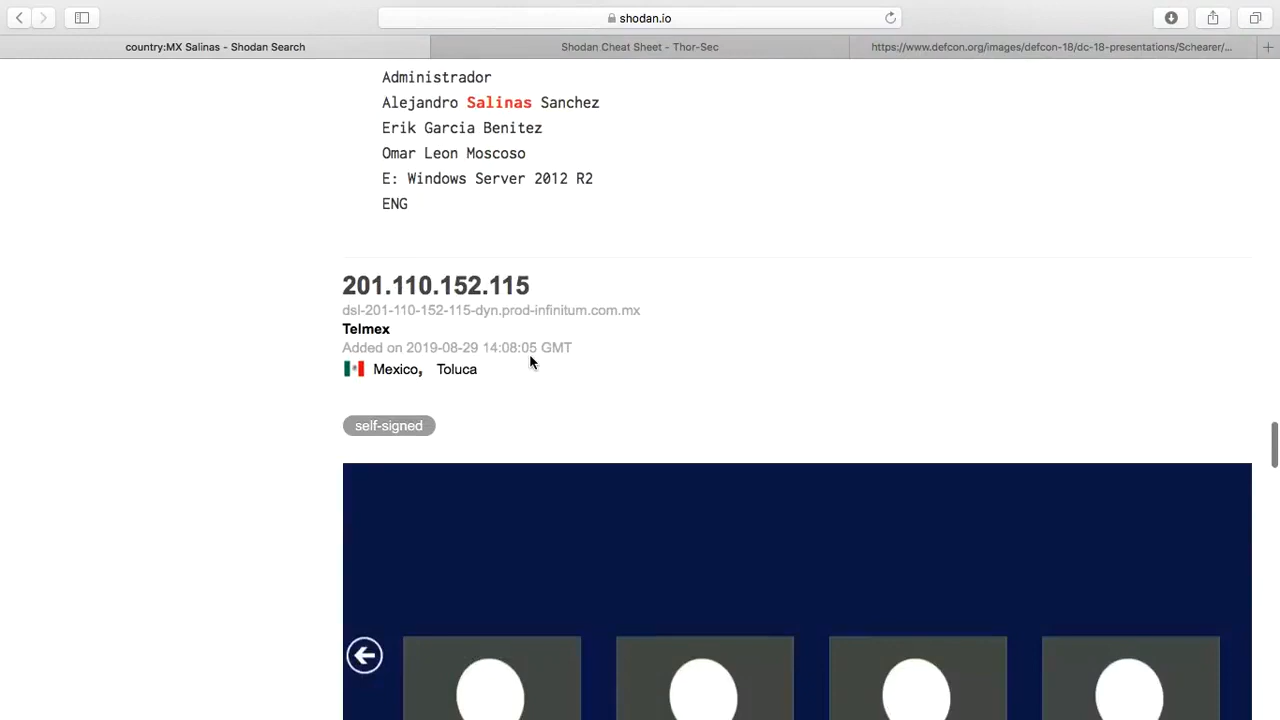 shodan.io
country:MX Salinas - Shodan Search
Shodan Cheat Sheet - Thor-Sec
https://www.defcon.org/images/defcon-18/dc-18-presentations/Schearer/...
Administrador
Alejandro Salinas Sanchez
Erik Garcia Benitez
Omar Leon Moscoso
E: Windows Server 2012 R2
ENG
201.110.152.115
dsl-201-110-152-115-dyn.prod-infinitum.com.mx
Telmex
Added on 2019-08-29 14:08:05 GMT
Mexico, Toluca
self-signed